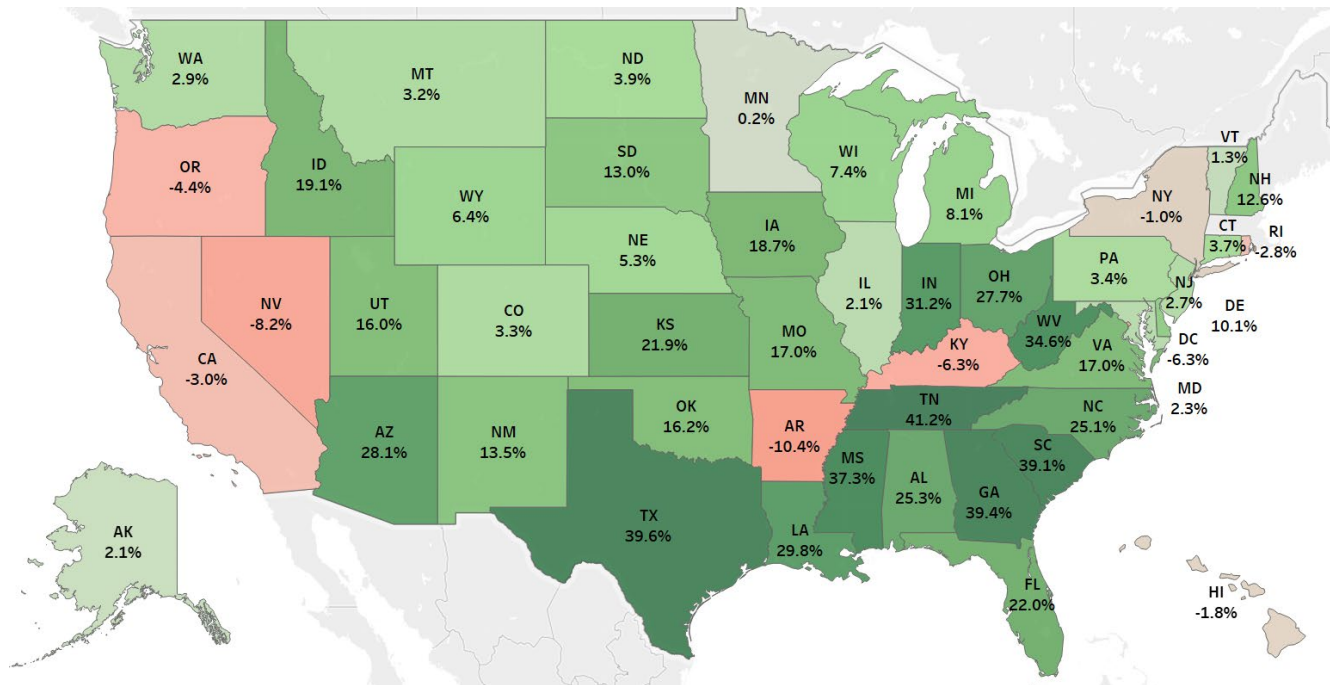 WA
2.9%
MT
3.2%
ND
3.9%
MN
0.2%
OR
-4.4%
ID
19.1%
WY
6.4%
SD
13.0%
WI
7.4%
MI
8.1%
VT
1.3%
NH
12.6%
NY
-1.0%
CT
3.7%
RI
-2.8%
NV
-8.2%
UT
16.0%
CO
3.3%
NE
5.3%
IA
18.7%
IL
2.1%
IN
31.2%
OH
27.7%
PA
3.4%
NJ
2.7%
DE
10.1%
CA
-3.0%
KS
21.9%
MO
17.0%
KY
-6.3%
WV
34.6%
VA
17.0%
DC
-6.3%
MD
2.3%
AZ
28.1%
NM
13.5%
OK
16.2%
AR
-10.4%
TN
41.2%
NC
25.1%
SC
39.1%
MS
37.3%
AL
25.3%
GA
39.4%
TX
39.6%
LA
29.8%
FL
22.0%
AK
2.1%
HI
-1.8%